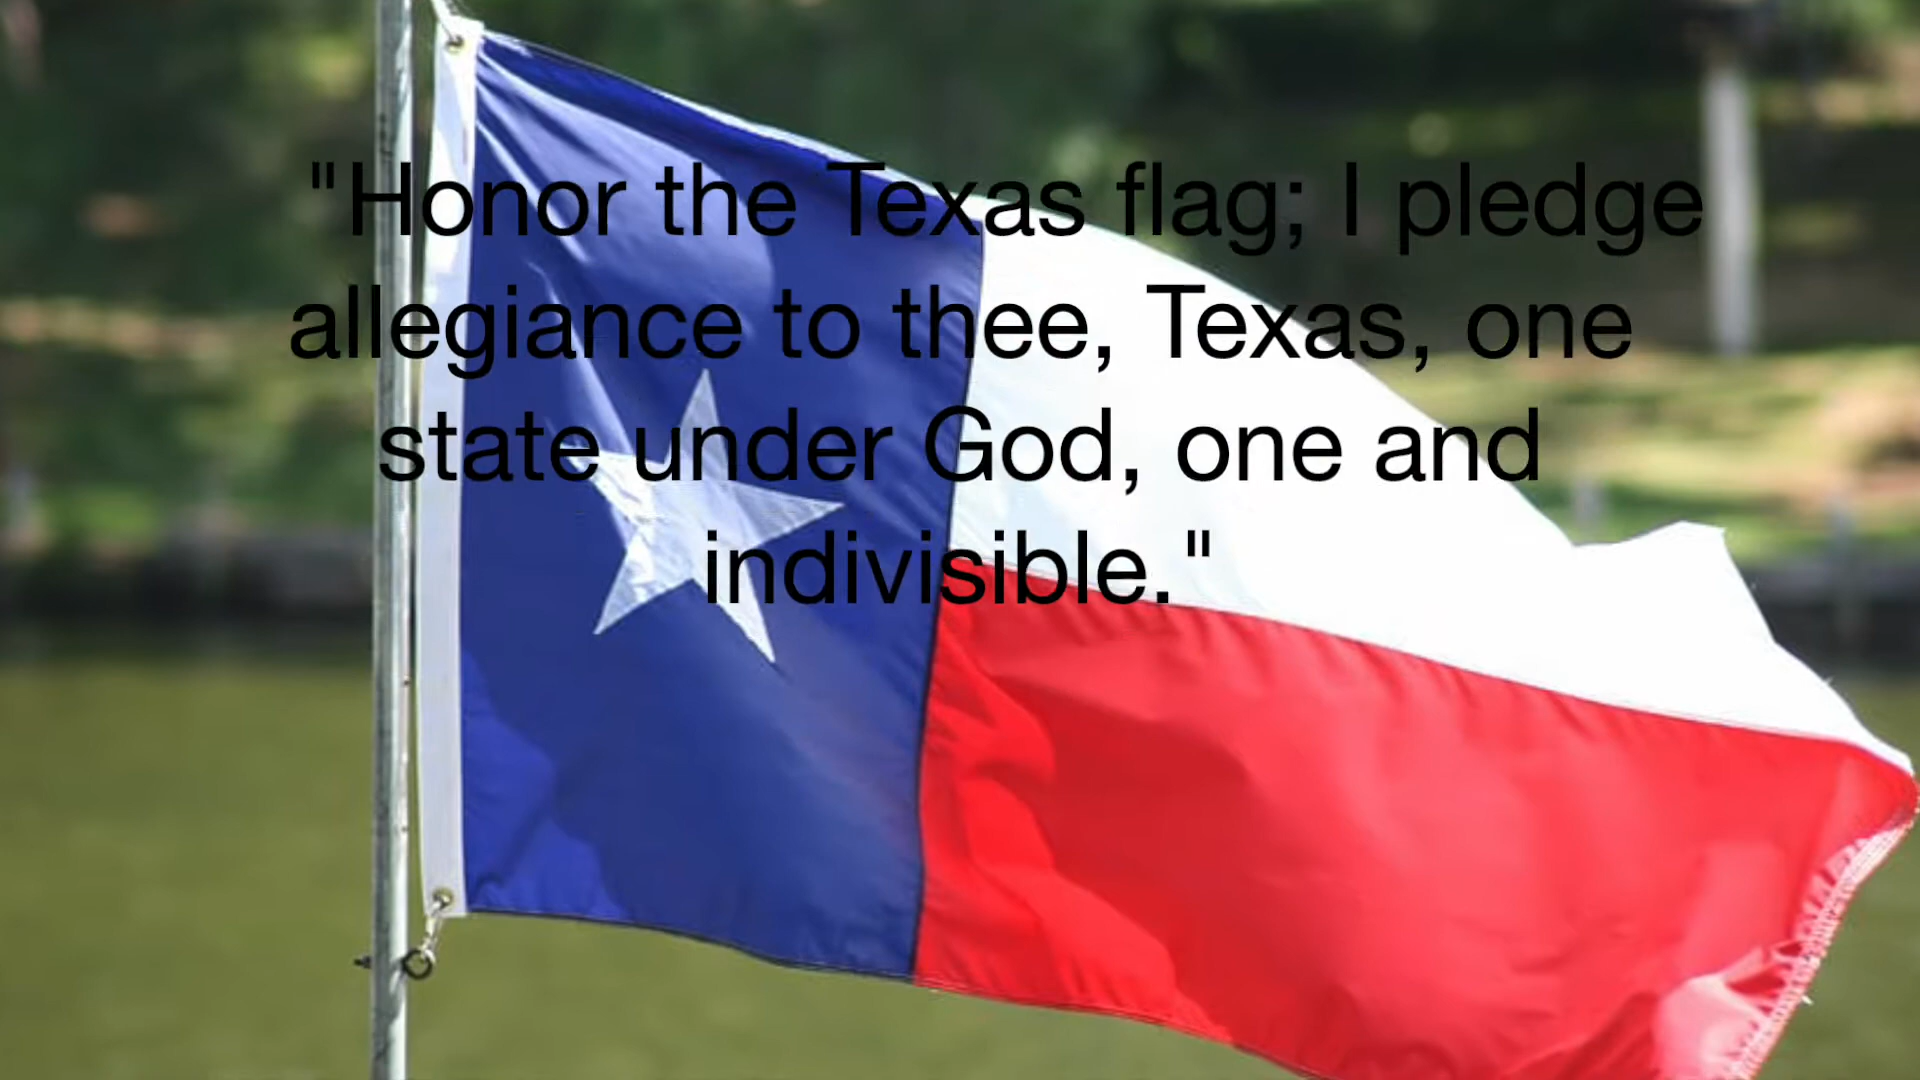 "Honor the Texas flag; I pledge
allegiance to thee, Texas, one
state under God, one and
indivisible."